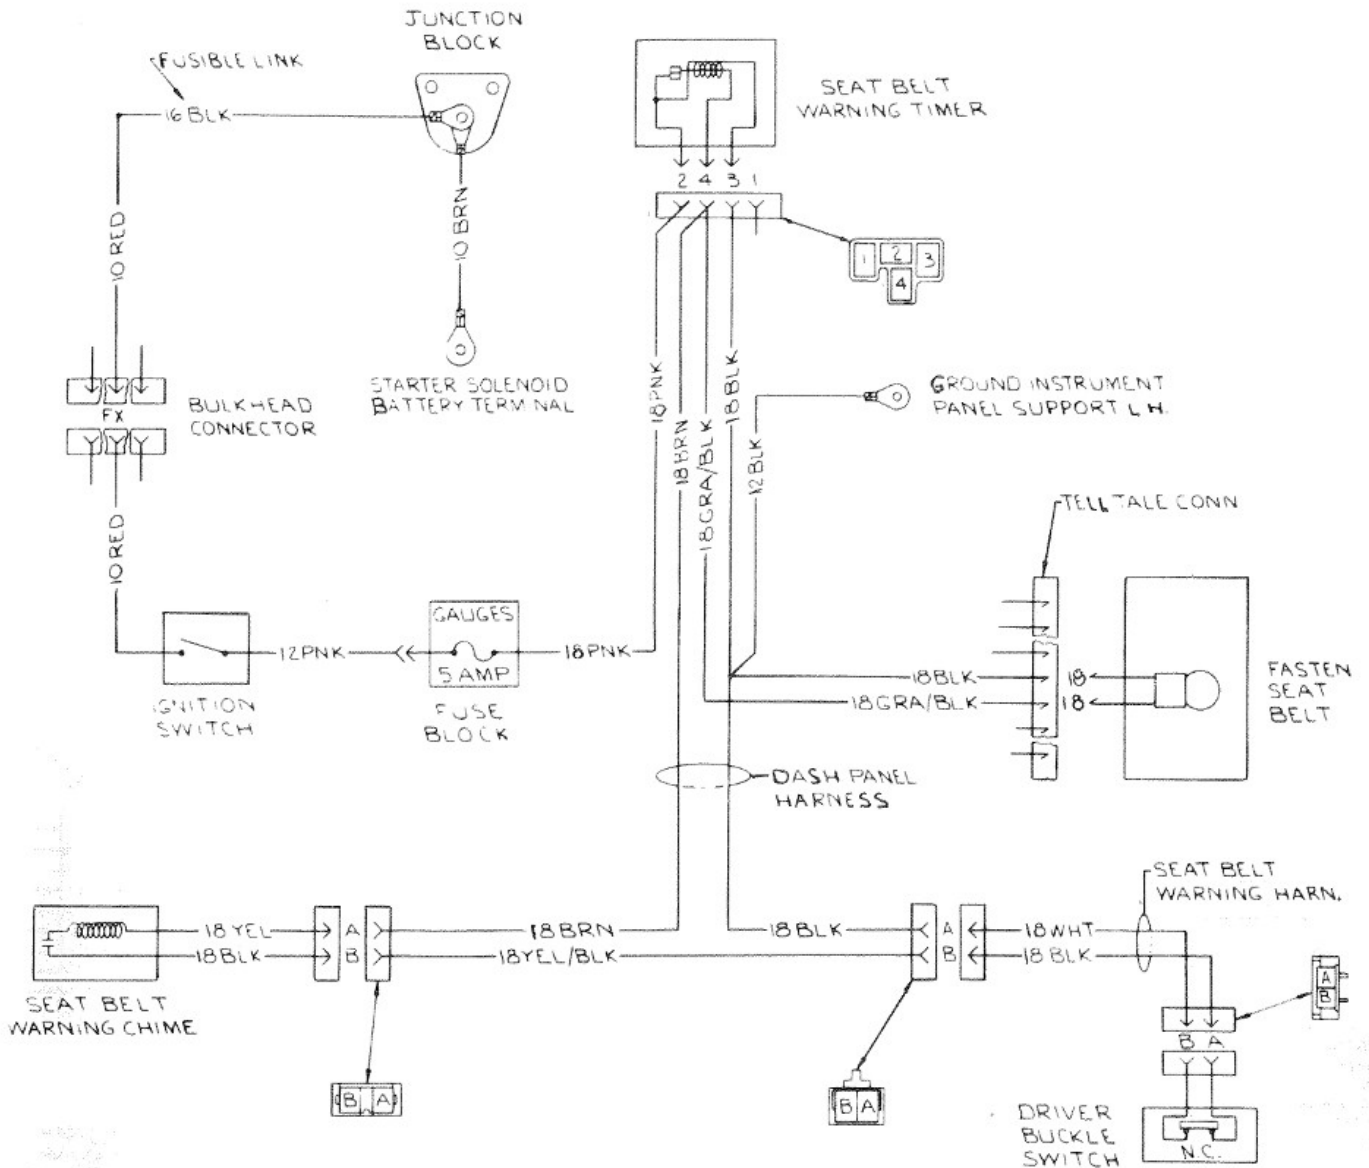 JUNCTION
BLOCK
FUSIBLE LINK
16 BLK
SEAT BELT
WARNING TIMER
2 4 3 1
10 RED
10 BRN
1 2 3
4
STARTER SOLENOID
BATTERY TERMINAL
BULKHEAD
CONNECTOR
FX
18 PNK
18 BRN
18 GRA/BLK
18 BLK
12 BLK
GROUND INSTRUMENT
PANEL SUPPORT L H.
TELL TALE CONN
10 RED
IGNITION
SWITCH
12 PNK
GAUGES
5 AMP
FUSE
BLOCK
18 PNK
18 BLK
18
18 GRA/BLK
18
FASTEN
SEAT
BELT
DASH PANEL
HARNESS
SEAT BELT
WARNING HARN.
18 YEL
A
18 BRN
18 BLK
B
18 YEL/BLK
18 BLK
A
18 WHT
B
18 BLK
SEAT BELT
WARNING CHIME
A
B
B A
B A
B A
DRIVER
BUCKLE
SWITCH
N.C.